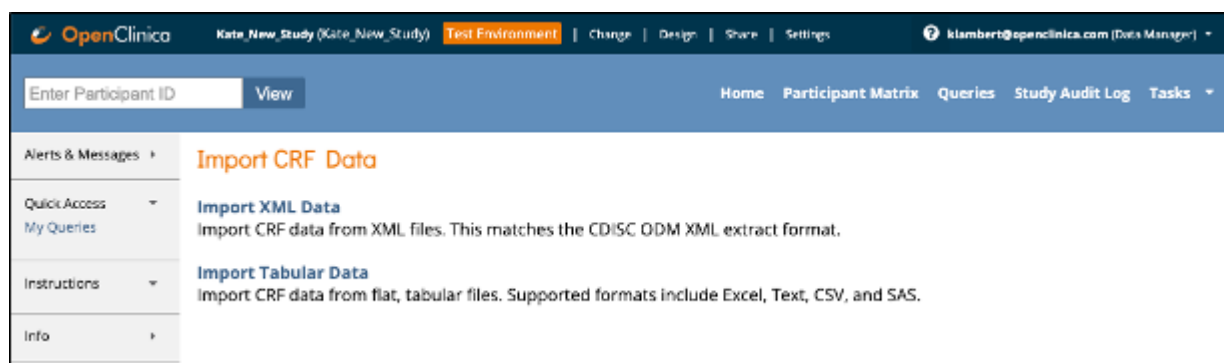 OpenClinica Kate_New_Study (Kate_New_Study) Test Environment | Change | Design | Share | Settings klambert@openclinica.com (Data Manager)
Enter Participant ID View Home Participant Matrix Queries Study Audit Log Tasks
Alerts & Messages
Import CRF Data
Quick Access
My Queries
Import XML Data
Import CRF data from XML files. This matches the CDISC ODM XML extract format.
Instructions
Import Tabular Data
Import CRF data from flat, tabular files. Supported formats include Excel, Text, CSV, and SAS.
Info